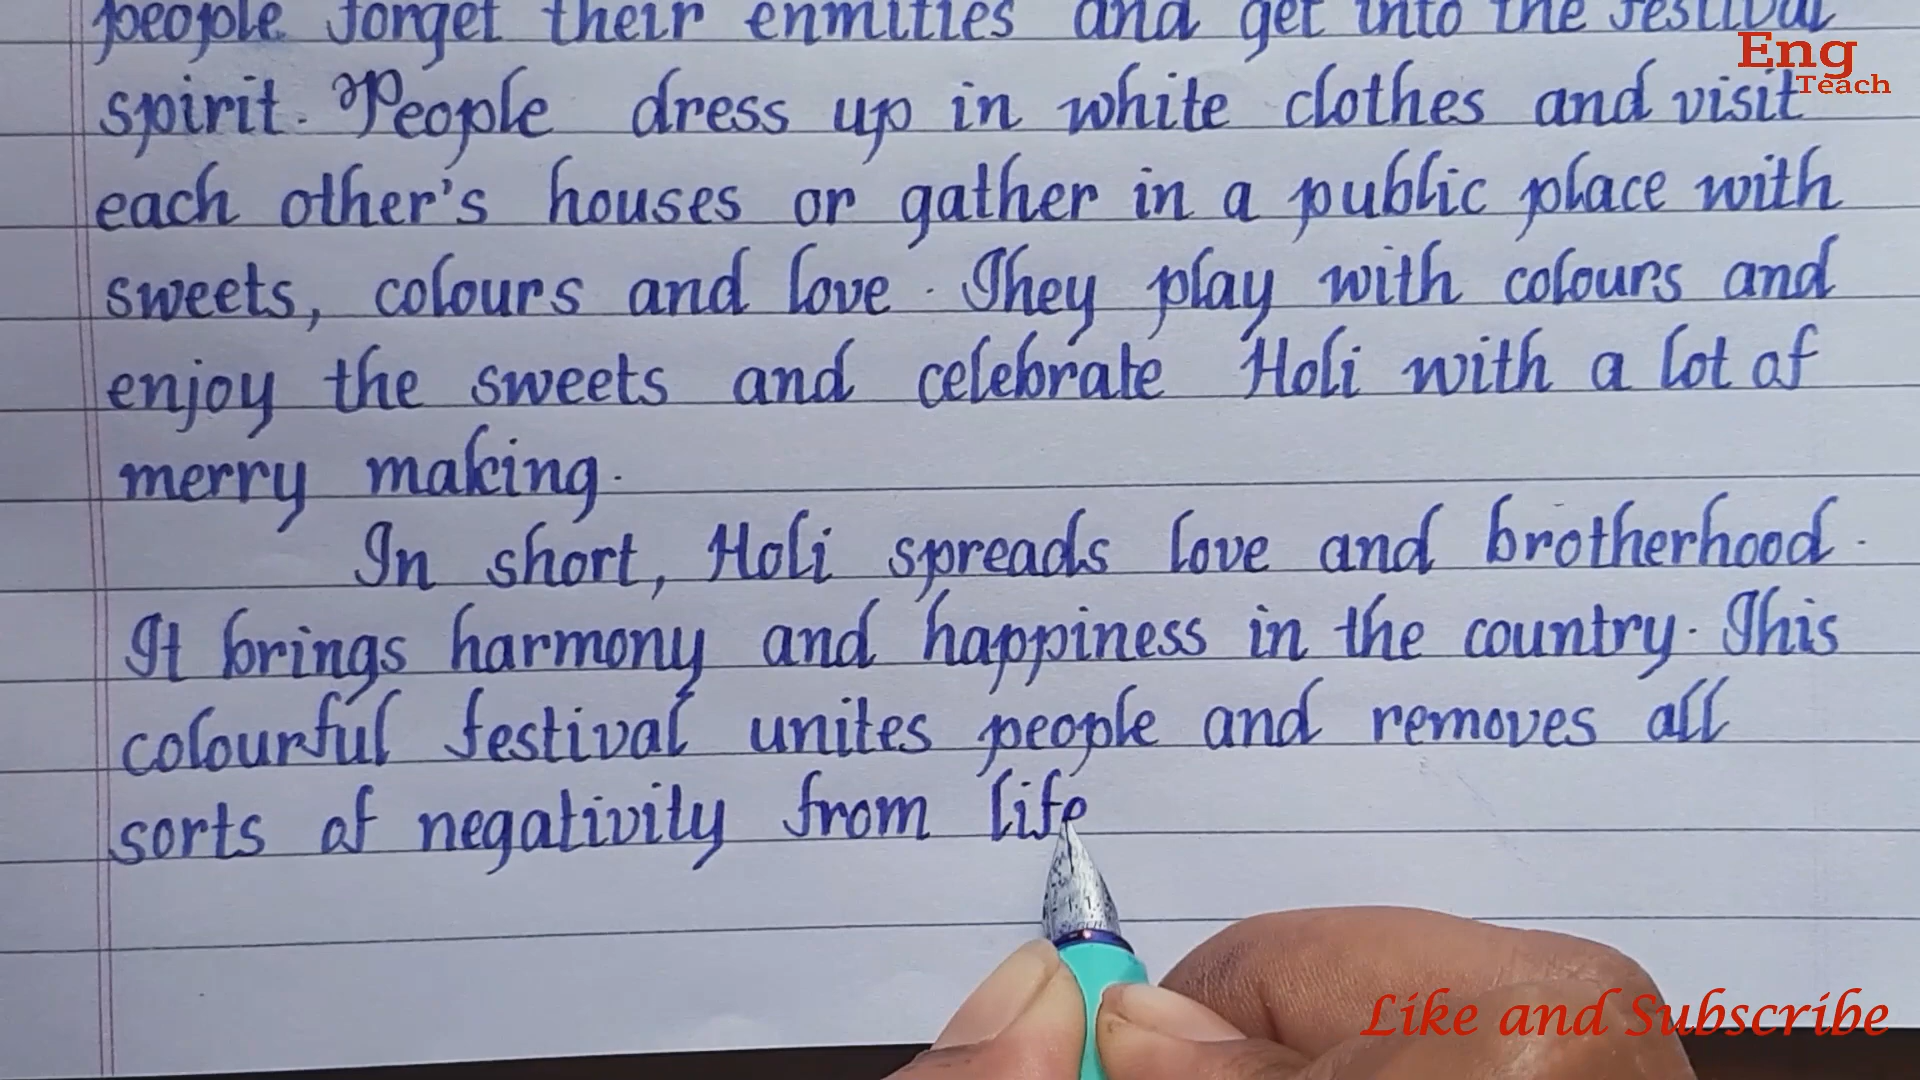 people forget their enmities and get into the festival
Eng
Teach
spirit. People dress up in white clothes and visit
each other's houses or gather in a public place with
sweets, colours and love. They play with colours and
enjoy the sweets and celebrate Holi with a lot of
merry making.
In short, Holi spreads love and brotherhood.
It brings harmony and happiness in the country. This
colourful festival unites people and removes all
sorts of negativity from life
Like and Subscribe